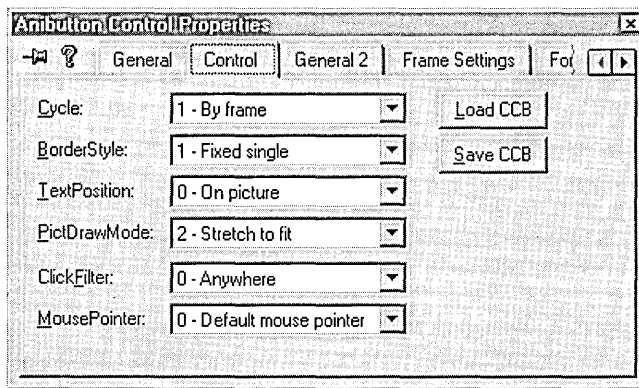 Anibutton Control Properties
General Control General 2 Frame Settings Fo
Cycle: 1 - By frame Load CCB
BorderStyle: 1 - Fixed single Save CCB
TextPosition: 0 - On picture
PictDrawMode: 2 - Stretch to fit
ClickFilter: 0 - Anywhere
MousePointer: 0 - Default mouse pointer